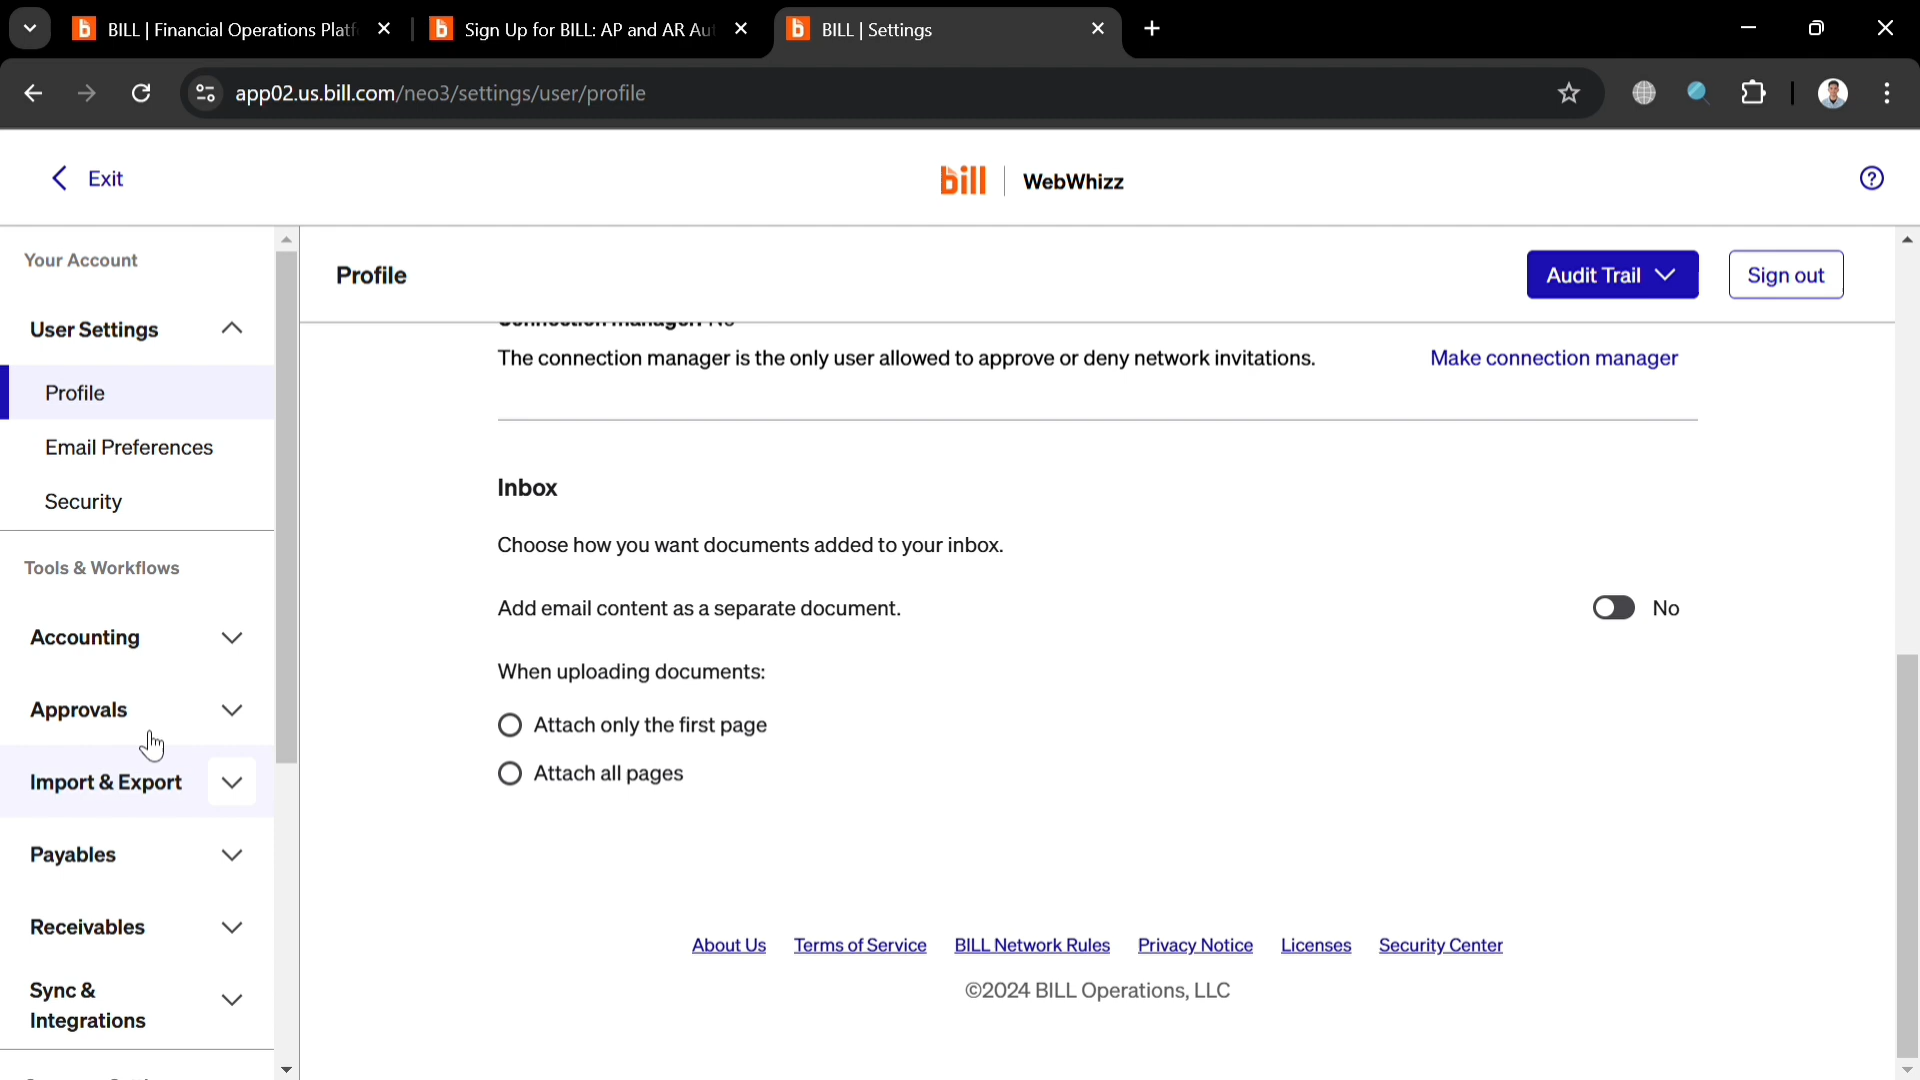 BILL | Financial Operations Platf
Sign Up for BILL: AP and AR Aut
BILL | Settings
app02.us.bill.com/neo3/settings/user/profile
Exit
bill
WebWhizz
Your Account
User Settings
Profile
Email Preferences
Security
Tools & Workflows
Accounting
Approvals
Import & Export
Payables
Receivables
Sync &
Integrations
Profile
Audit Trail
Sign out
Connection manager: No
The connection manager is the only user allowed to approve or deny network invitations.
Make connection manager
Inbox
Choose how you want documents added to your inbox.
Add email content as a separate document.
No
When uploading documents:
Attach only the first page
Attach all pages
About Us
Terms of Service
BILL Network Rules
Privacy Notice
Licenses
Security Center
©2024 BILL Operations, LLC